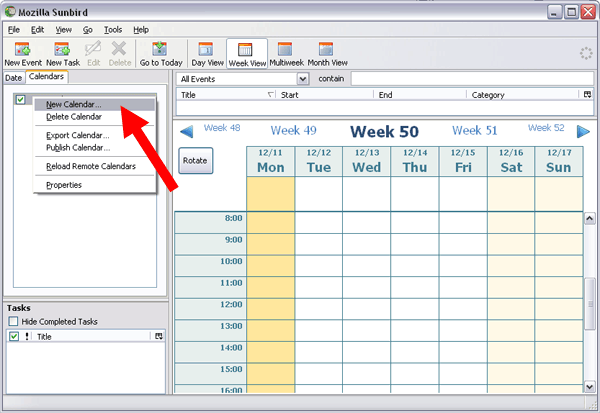 Mozilla Sunbird
File Edit View Go Tools Help
New Event New Task Edit Delete Go to Today Day View Week View Multiweek Month View
Date Calendars
New Calendar...
Delete Calendar
Export Calendar...
Publish Calendar...
Reload Remote Calendars
Properties
Tasks
Hide Completed Tasks
! Title
All Events contain
Title Start End Category
Week 48 Week 49 Week 50 Week 51 Week 52
Rotate
12/11 12/12 12/13 12/14 12/15 12/16 12/17
Mon Tue Wed Thu Fri Sat Sun
8:00
9:00
10:00
11:00
12:00
13:00
14:00
15:00
16:00